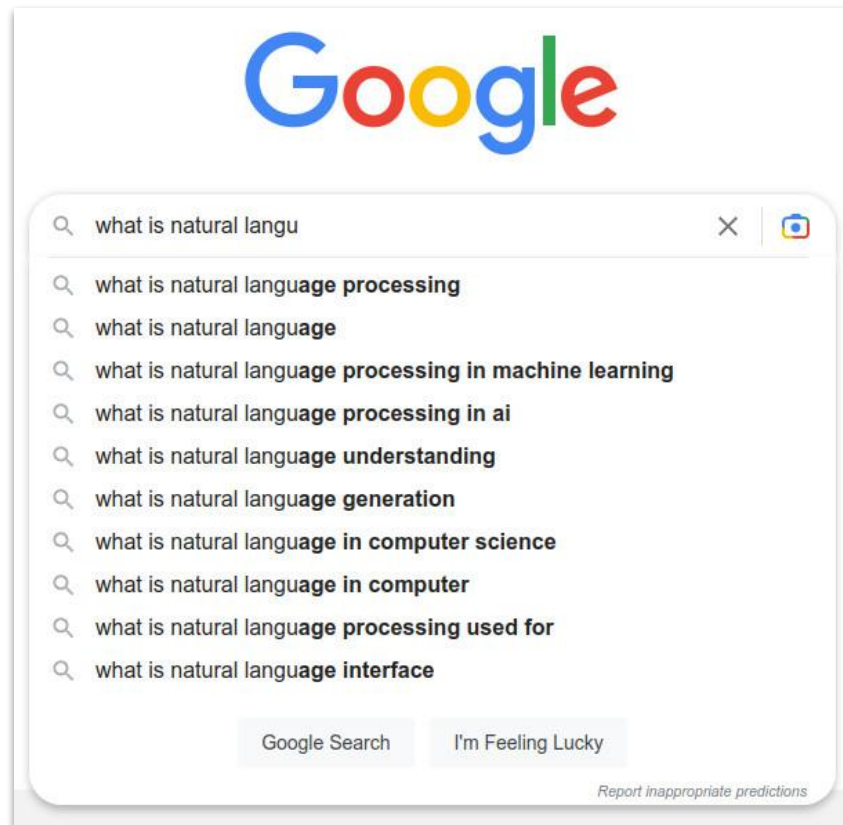 Google
what is natural langu
what is natural language processing
what is natural language
what is natural language processing in machine learning
what is natural language processing in ai
what is natural language understanding
what is natural language generation
what is natural language in computer science
what is natural language in computer
what is natural language processing used for
what is natural language interface
Google Search I'm Feeling Lucky
Report inappropriate predictions